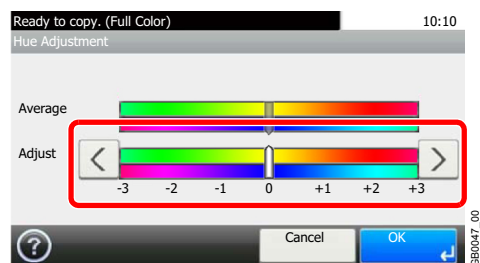 Ready to copy. (Full Color) 10:10
Hue Adjustment
Average
Adjust
< >
-3 -2 -1 0 +1 +2 +3
? Cancel OK
GB0047_00